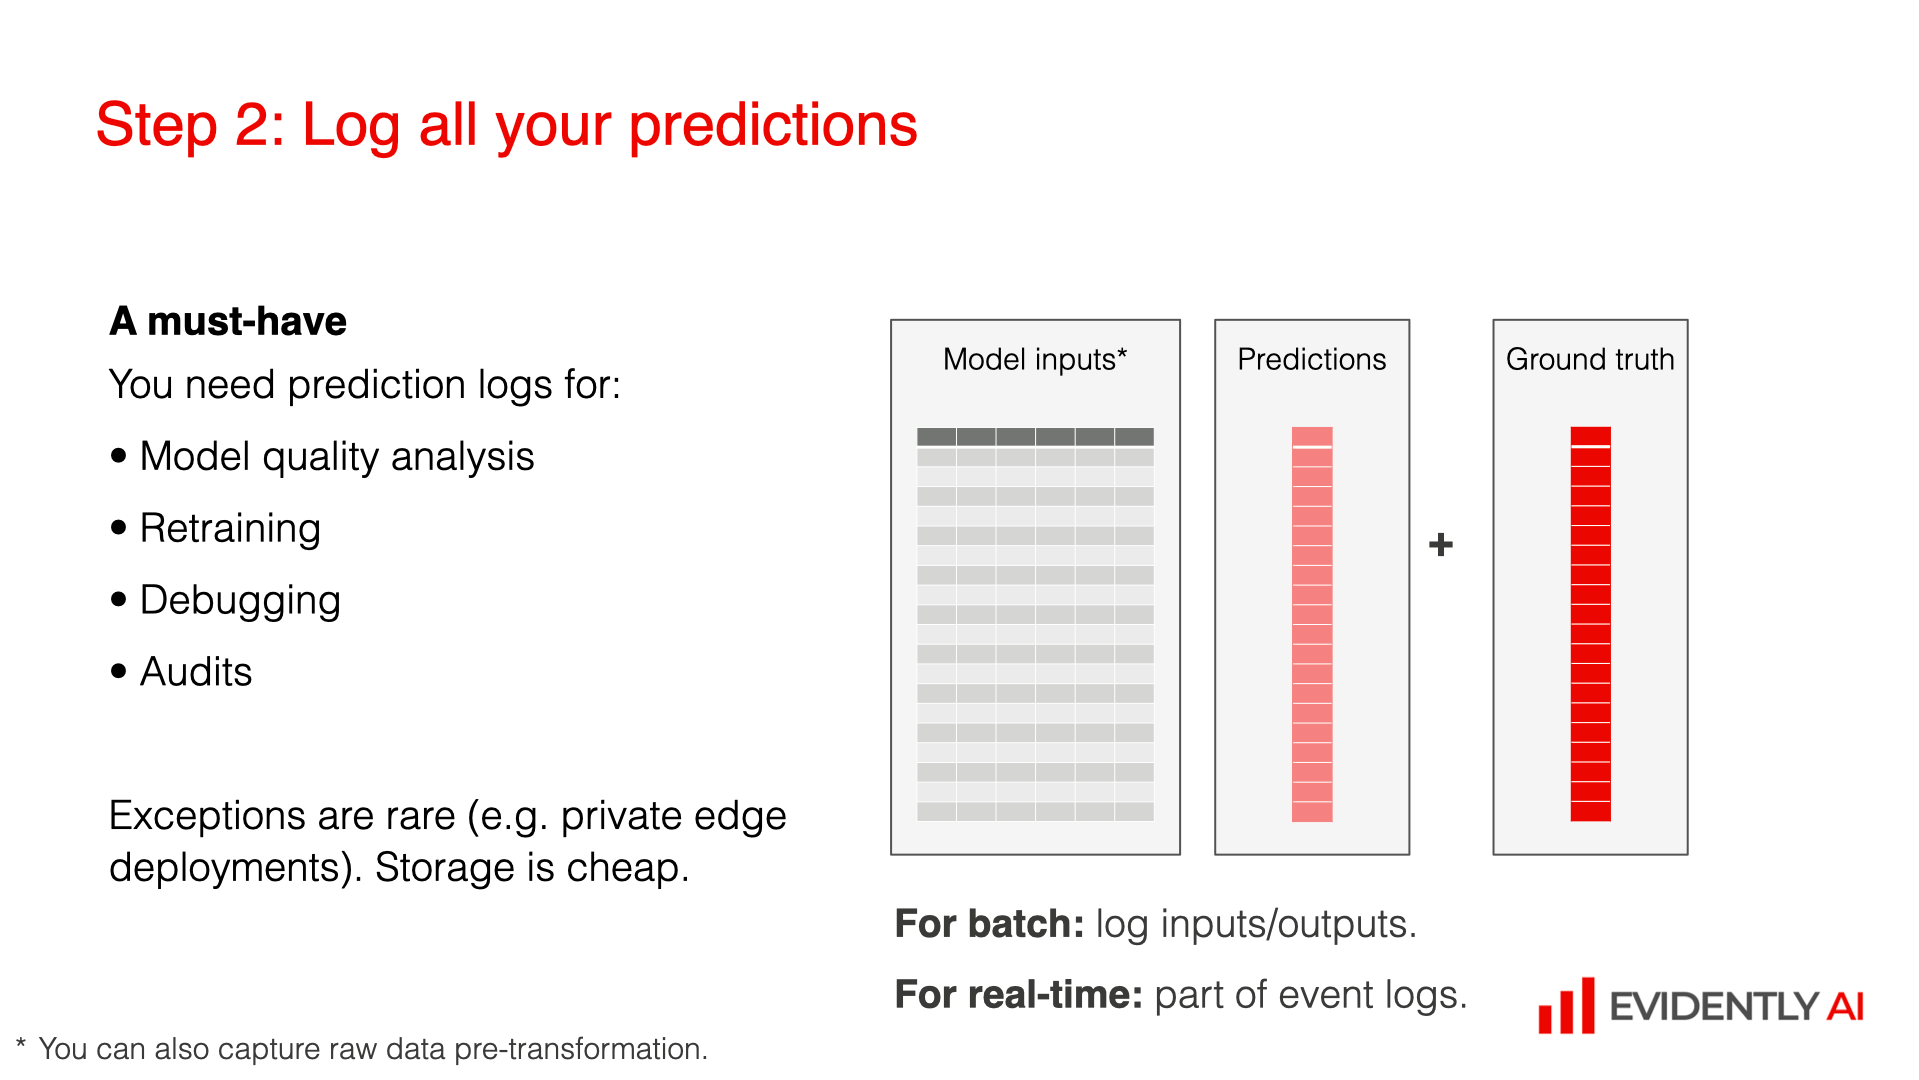 Step 2: Log all your predictions
A must-have
You need prediction logs for:
• Model quality analysis
• Retraining
• Debugging
• Audits
Exceptions are rare (e.g. private edge
deployments). Storage is cheap.
Model inputs*
Predictions
+
Ground truth
For batch: log inputs/outputs.
For real-time: part of event logs.
* You can also capture raw data pre-transformation.
EVIDENTLY AI